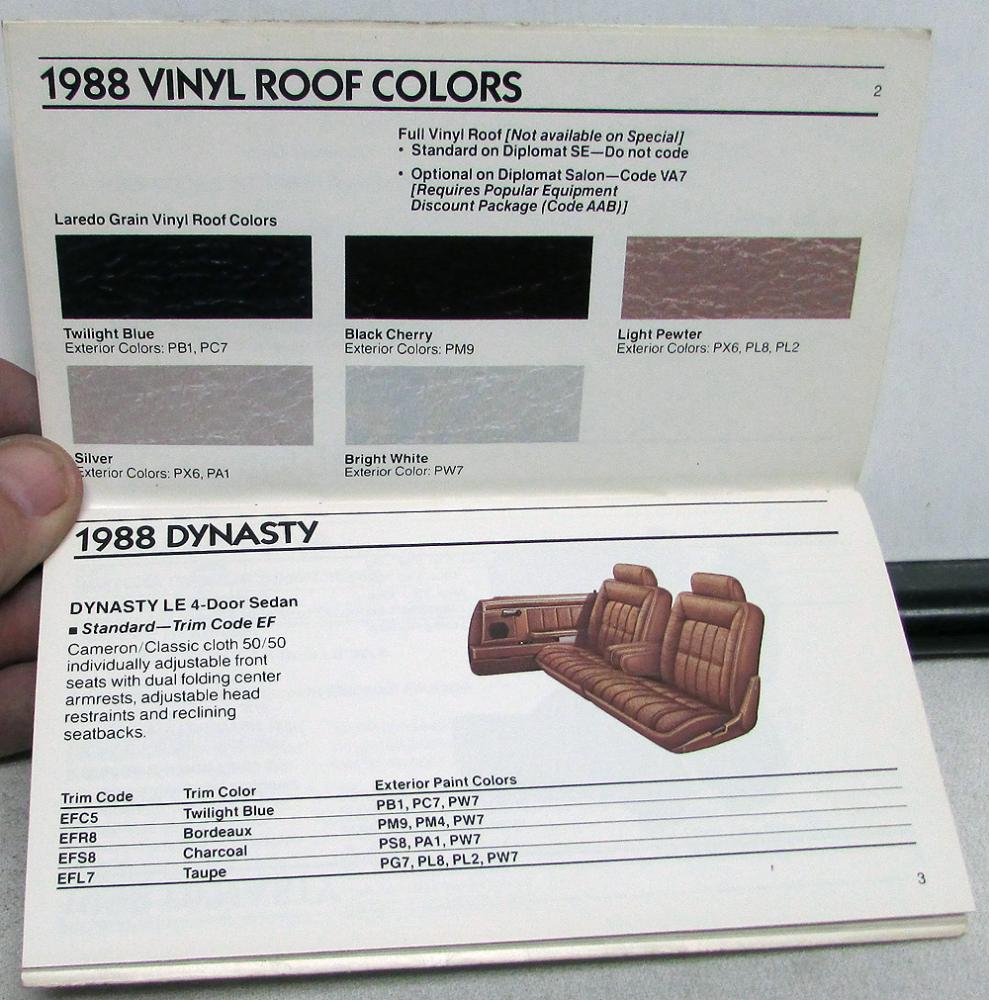 1988 VINYL ROOF COLORS
2
Full Vinyl Roof [Not available on Special]
• Standard on Diplomat SE—Do not code
• Optional on Diplomat Salon—Code VA7
[Requires Popular Equipment
Discount Package (Code AAB)]
Laredo Grain Vinyl Roof Colors
Twilight Blue
Exterior Colors: PB1, PC7
Black Cherry
Exterior Colors: PM9
Light Pewter
Exterior Colors: PX6, PL8, PL2
Silver
Exterior Colors: PX6, PA1
Bright White
Exterior Color: PW7
1988 DYNASTY
DYNASTY LE 4-Door Sedan
■ Standard—Trim Code EF
Cameron/Classic cloth 50/50
individually adjustable front
seats with dual folding center
armrests, adjustable head
restraints and reclining
seatbacks.
Trim Code Trim Color Exterior Paint Colors
EFC5 Twilight Blue PB1, PC7, PW7
EFR8 Bordeaux PM9, PM4, PW7
EFS8 Charcoal PS8, PA1, PW7
EFL7 Taupe PG7, PL8, PL2, PW7
3